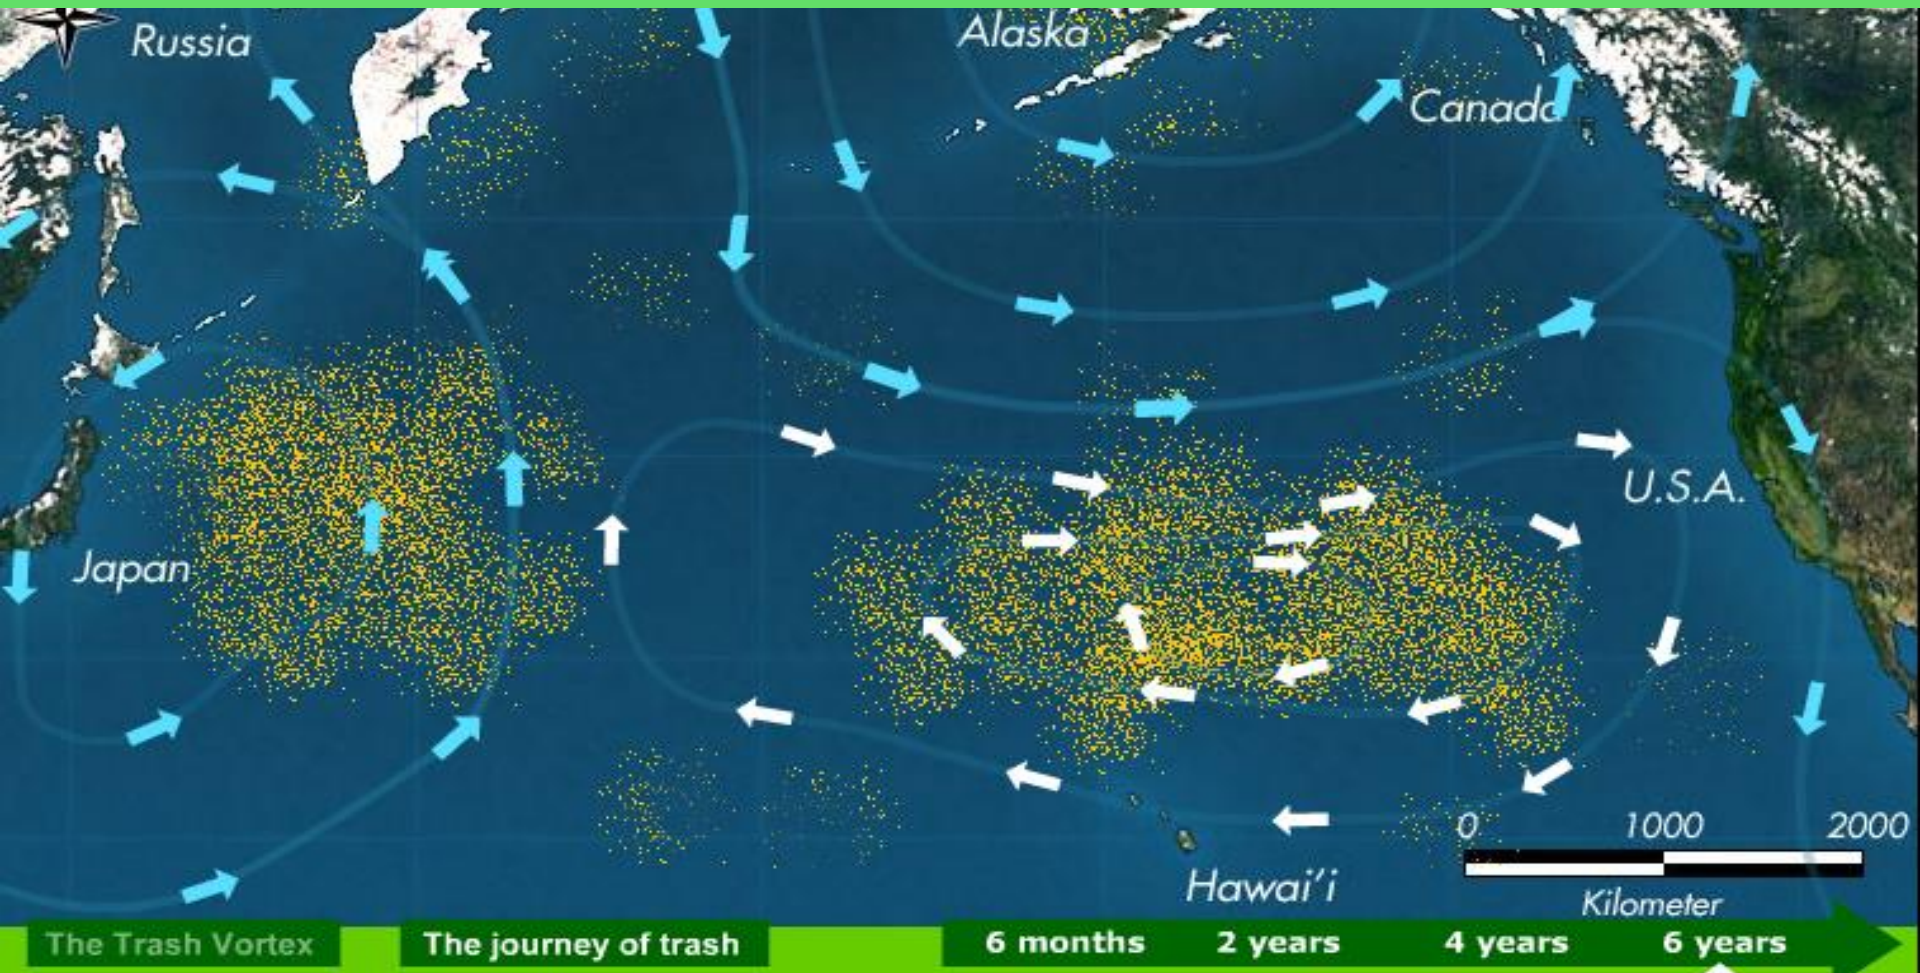 Russia
Alaska
Canada
U.S.A.
Japan
0 1000 2000
Hawai'i
Kilometer
The Trash Vortex
The journey of trash
6 months 2 years 4 years 6 years